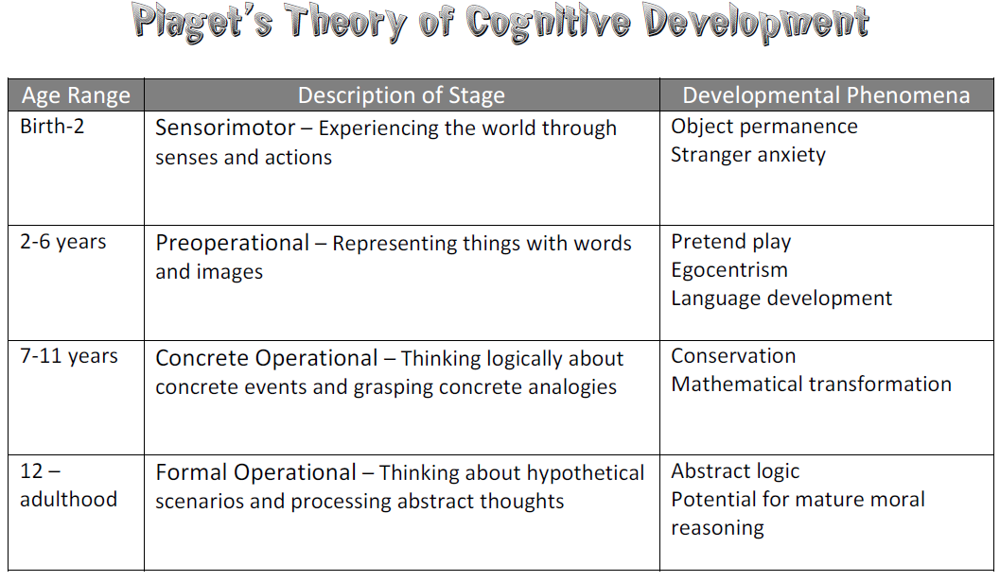 Piaget's Theory of Cognitive Development
Age Range
Description of Stage
Developmental Phenomena
Birth-2
Sensorimotor – Experiencing the world through
senses and actions
Object permanence
Stranger anxiety
2-6 years
Preoperational – Representing things with words
and images
Pretend play
Egocentrism
Language development
7-11 years
Concrete Operational – Thinking logically about
concrete events and grasping concrete analogies
Conservation
Mathematical transformation
12 –
adulthood
Formal Operational – Thinking about hypothetical
scenarios and processing abstract thoughts
Abstract logic
Potential for mature moral
reasoning